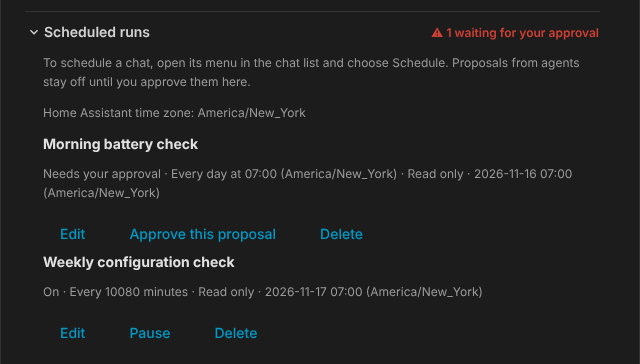 Scheduled runs
1 waiting for your approval
To schedule a chat, open its menu in the chat list and choose Schedule. Proposals from agents
stay off until you approve them here.
Home Assistant time zone: America/New_York
Morning battery check
Needs your approval · Every day at 07:00 (America/New_York) · Read only · 2026-11-16 07:00
(America/New_York)
Edit Approve this proposal Delete
Weekly configuration check
On · Every 10080 minutes · Read only · 2026-11-17 07:00 (America/New_York)
Edit Pause Delete